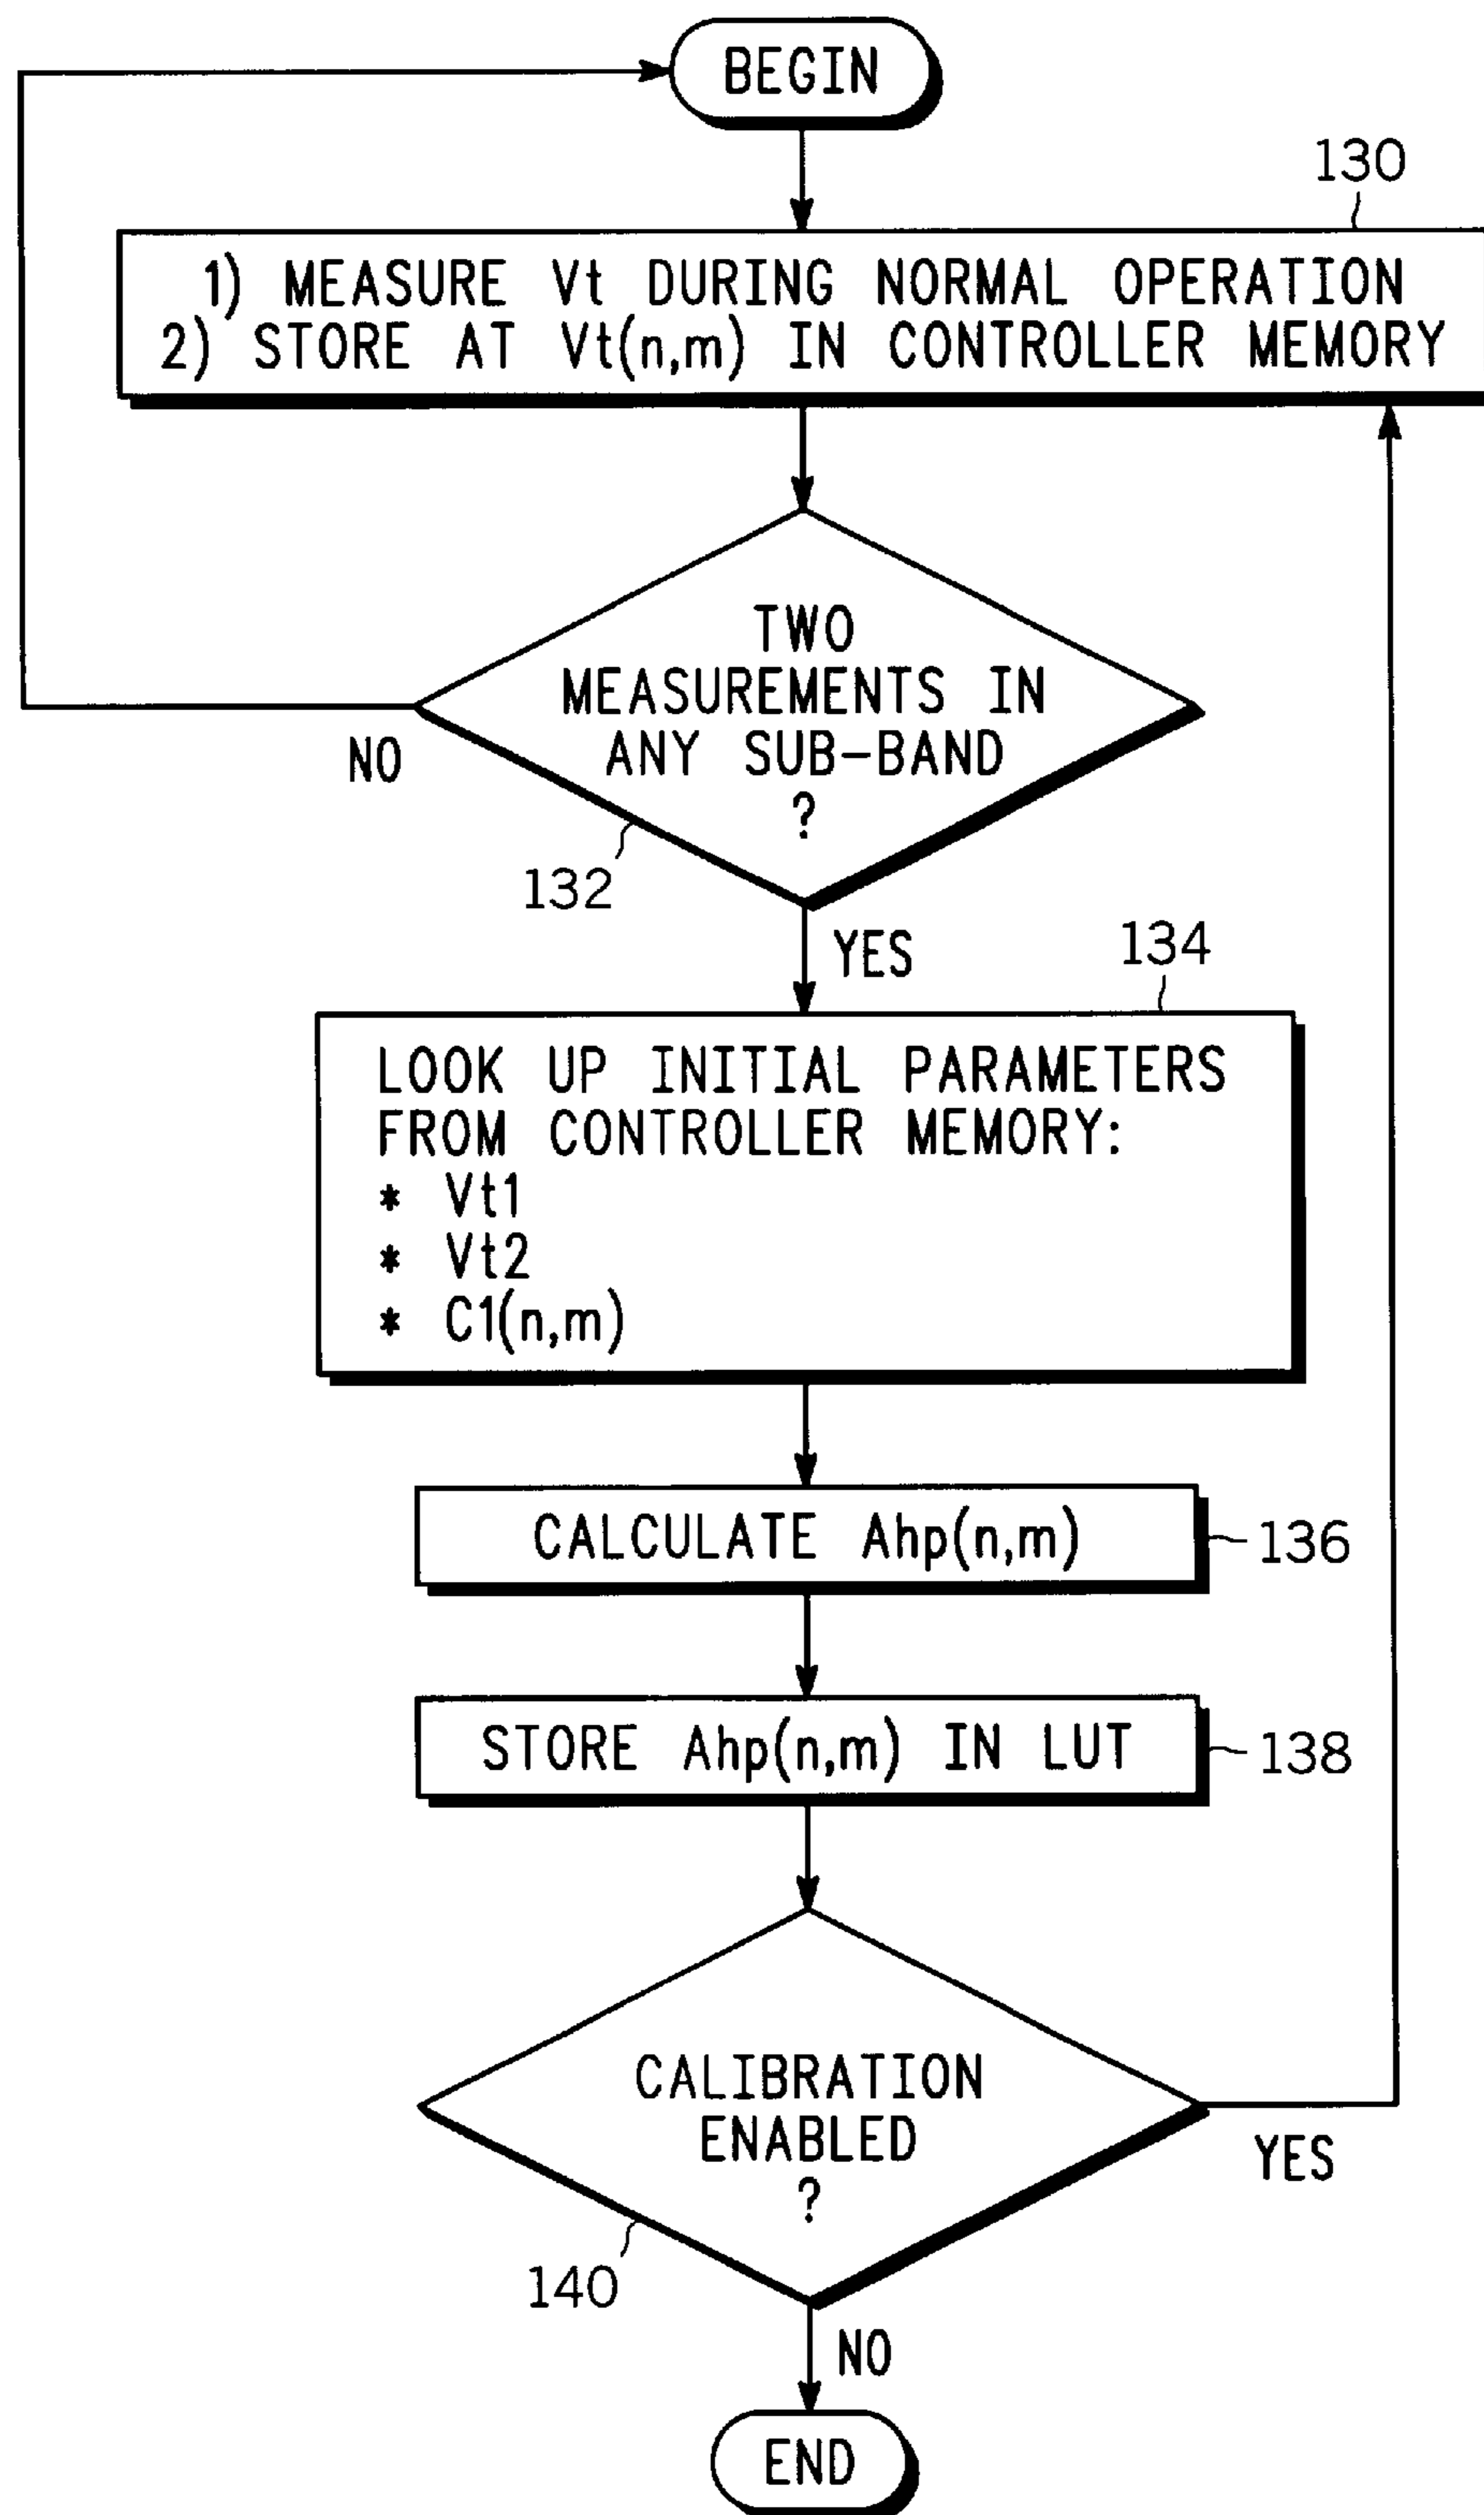 BEGIN
130
1) MEASURE Vt DURING NORMAL OPERATION
2) STORE AT Vt(n,m) IN CONTROLLER MEMORY
TWO
MEASUREMENTS IN
ANY SUB-BAND
?
NO
132
YES
134
LOOK UP INITIAL PARAMETERS
FROM CONTROLLER MEMORY:
* Vt1
* Vt2
* C1(n,m)
CALCULATE Ahp(n,m)
136
STORE Ahp(n,m) IN LUT
138
CALIBRATION
ENABLED
?
YES
140
NO
END